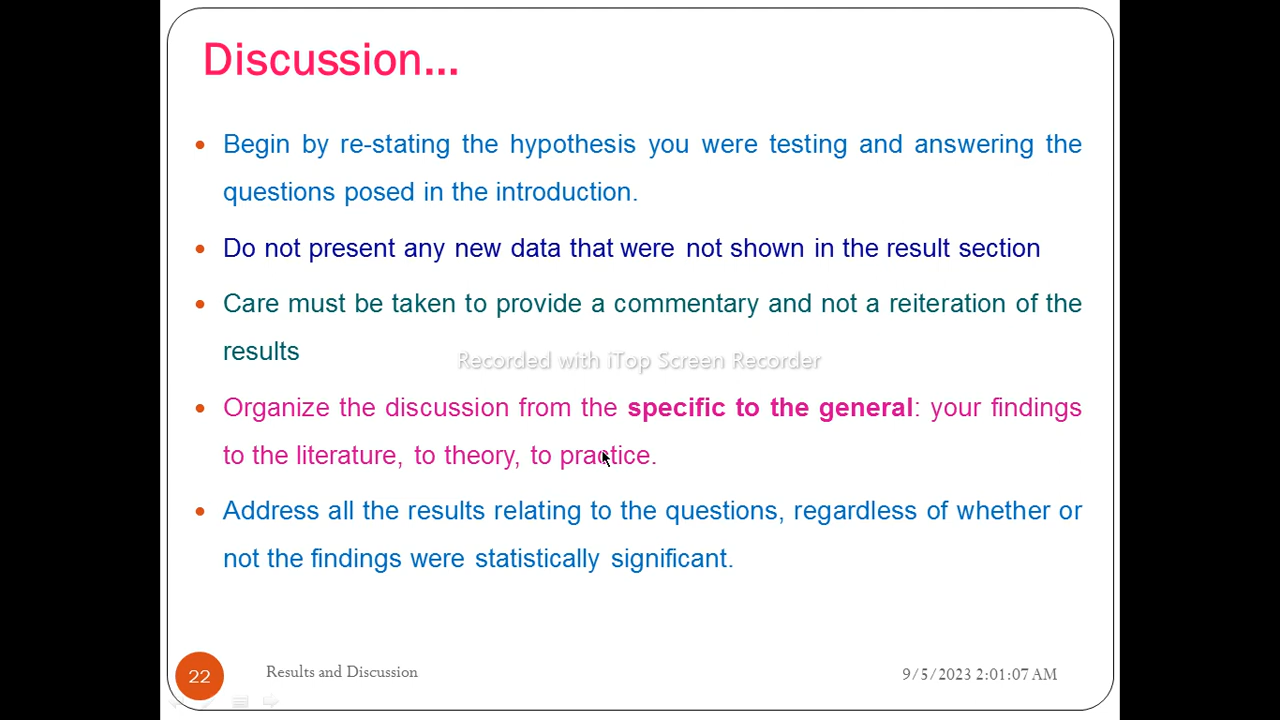 Discussion...
• Begin by re-stating the hypothesis you were testing and answering the
questions posed in the introduction.
• Do not present any new data that were not shown in the result section
• Care must be taken to provide a commentary and not a reiteration of the
results
Recorded with iTop Screen Recorder
• Organize the discussion from the specific to the general: your findings
to the literature, to theory, to practice.
• Address all the results relating to the questions, regardless of whether or
not the findings were statistically significant.
22
Results and Discussion
9/5/2023 2:01:07 AM